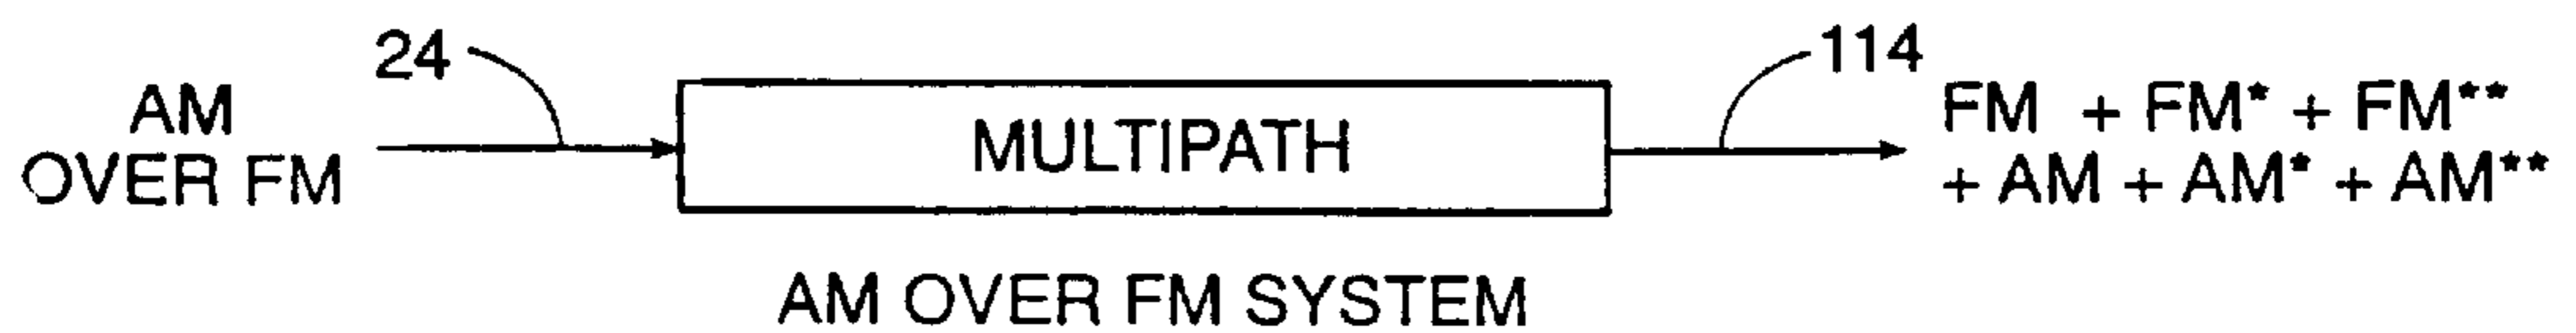 24
114
AM
OVER FM
MULTIPATH
FM + FM* + FM**
+ AM + AM* + AM**
AM OVER FM SYSTEM